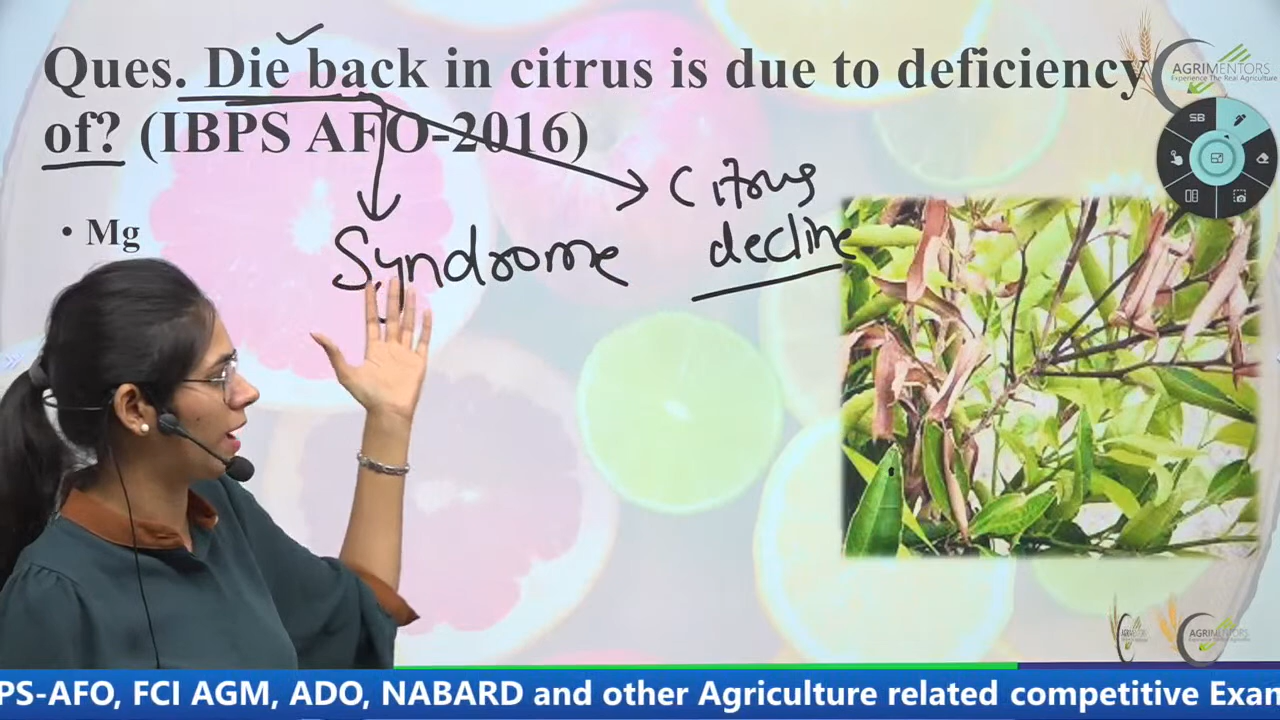 Ques. Die back in citrus is due to deficiency
of? (IBPS AFO-2016)
AGRIMENTORS
Experience The Real Agriculture
SB
Citrus
decline
• Mg
Syndrome
AGRIMENTORS
PS-AFO, FCI AGM, ADO, NABARD and other Agriculture related competitive Exan